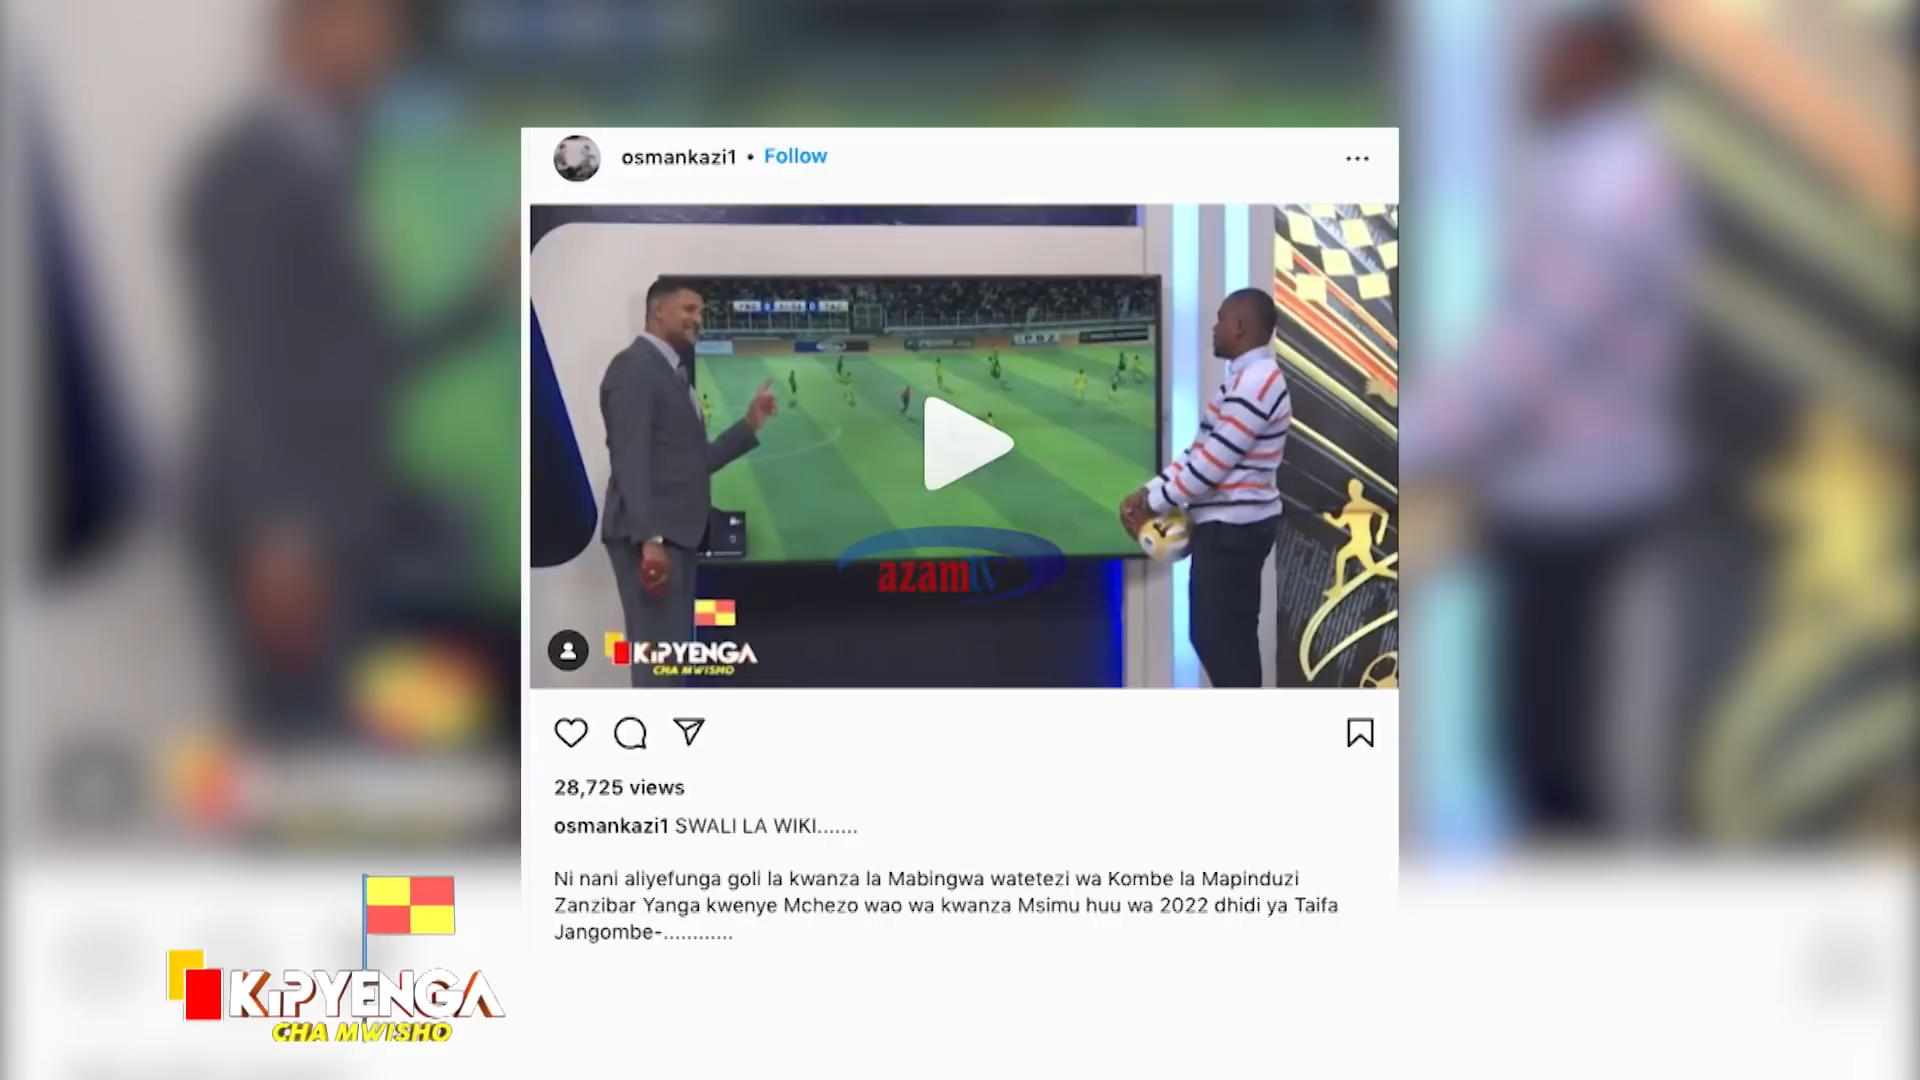 osmankazi1 • Follow
PBZ
azamtv
KIPYENGA
CHA MWISHO
28,725 views
osmankazi1 SWALI LA WIKI.......
Ni nani aliyefunga goli la kwanza la Mabingwa watetezi wa Kombe la Mapinduzi
Zanzibar Yanga kwenye Mchezo wao wa kwanza Msimu huu wa 2022 dhidi ya Taifa
Jangombe-............
KIPYENGA
CHA MWISHO